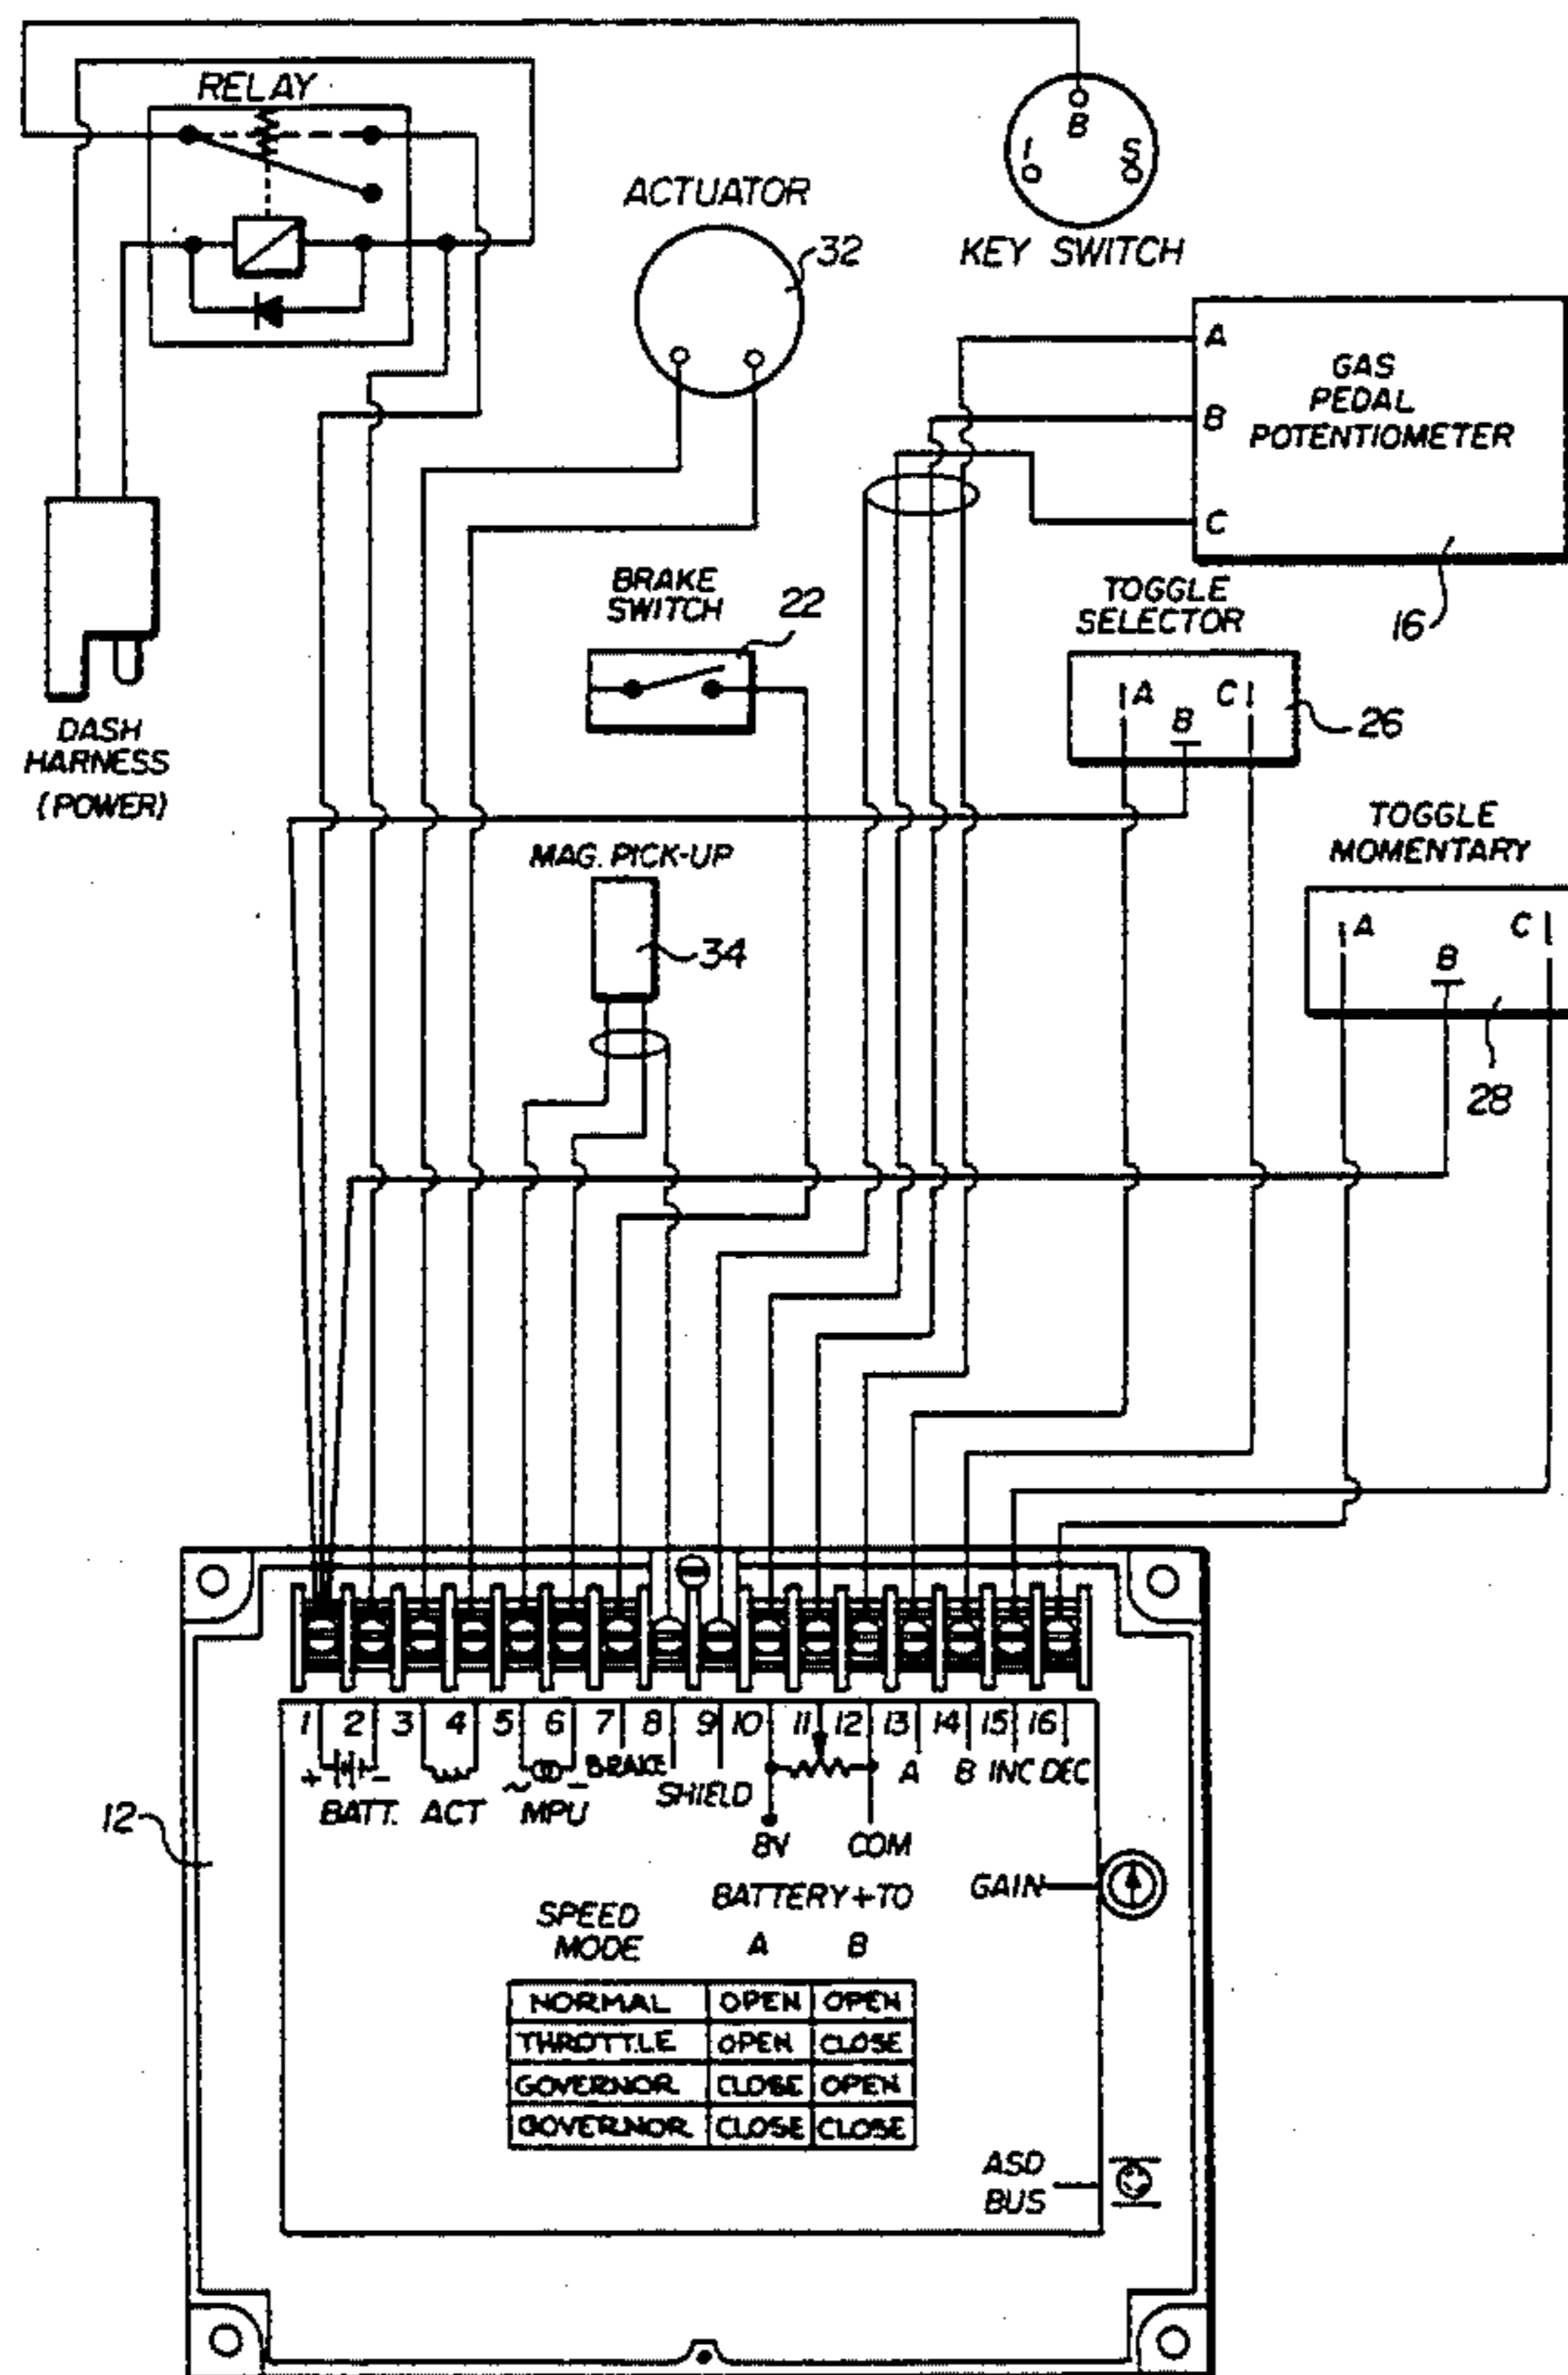 RELAY
B
I
S
KEY SWITCH
ACTUATOR
32
A
GAS
PEDAL
POTENTIOMETER
B
C
16
BRAKE
SWITCH
22
TOGGLE
SELECTOR
A
B
C
26
DASH
HARNESS
(POWER)
TOGGLE
MOMENTARY
A
B
C
28
MAG. PICK-UP
34
1 2 3 4 5 6 7 8 9 10 11 12 13 14 15 16
+ - ~ - BRAKE A B INC DEC
BATT. ACT MPU SHIELD
8V COM
12
GAIN
SPEED
MODE
BATTERY + TO
A B
NORMAL OPEN OPEN
THROTTLE OPEN CLOSE
GOVERNOR CLOSE OPEN
GOVERNOR CLOSE CLOSE
ASD
BUS